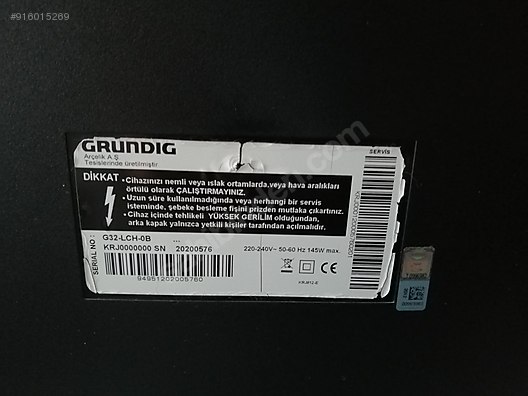 #916015269
GRUNDIG
Arçelik A.Ş.
Tesislerinde üretilmiştir
SERVİS
DİKKAT
• Cihazınızı nemli veya ıslak ortamlarda,veya hava aralıkları
örtülü olarak ÇALIŞTIRMAYINIZ.
• Uzun süre kullanılmadığında veya herhangi bir servis
isteminde, şebeke besleme fişini prizden mutlaka çıkartınız.
• Cihaz içinde tehlikeli YÜKSEK GERİLİM olduğundan,
arka kapak yalnızca yetkili kişiler tarafından açılmalıdır.
SERIAL NO :
G32-LCH-0B ...
KRJ0000000 SN 20200576
220-240V~ 50-60 Hz 145W max.
94951202005760
KRJM12-E